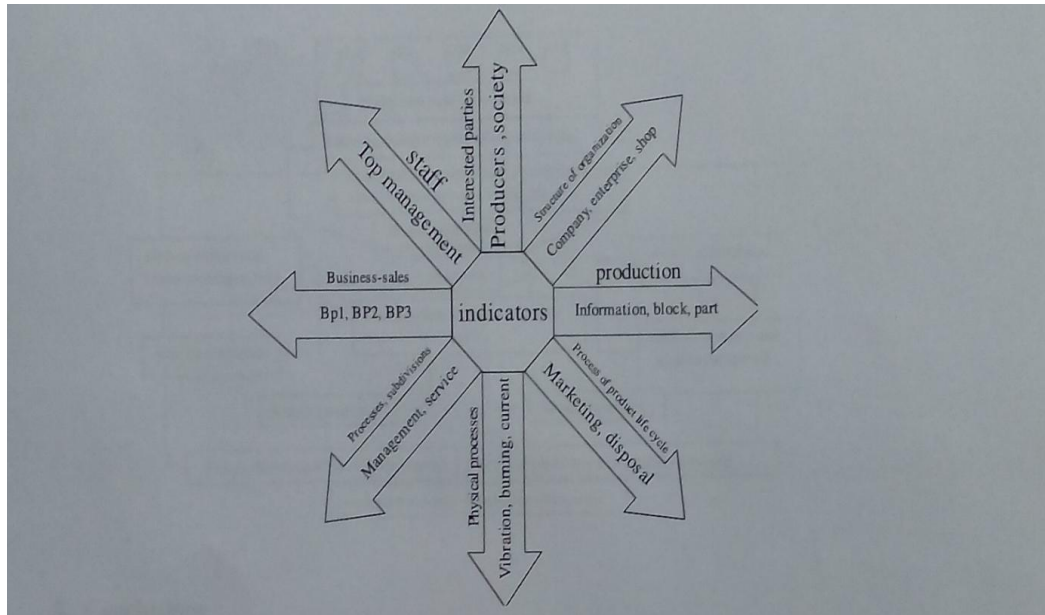 Interested parties
Producers ,society
Structure of organization
Company, enterprise, shop
staff
Top management
production
Information, block, part
Business-sales
Bp1, BP2, BP3
indicators
Process of product life cycle
Marketing, disposal
Processes, subdivisions
Management, service
Physical processes
Vibration, burning, current